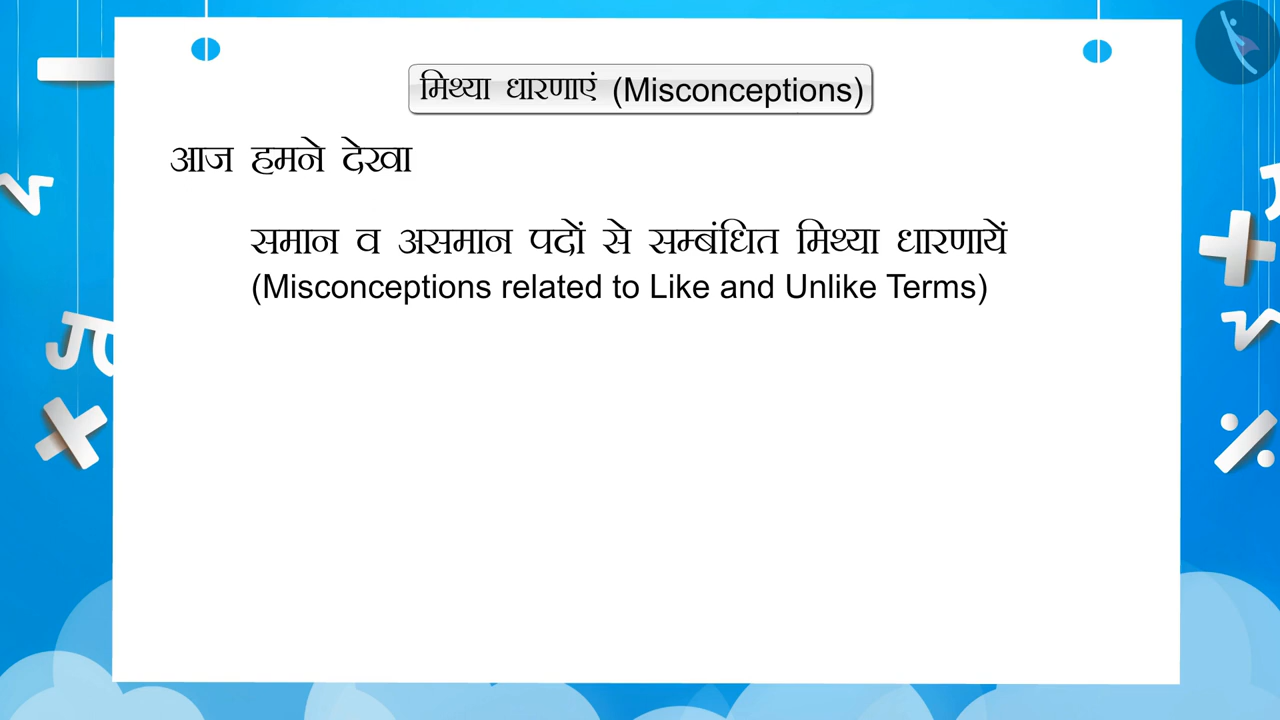 मिथ्या धारणाएं (Misconceptions)
आज हमने देखा
समान व असमान पदों से सम्बंधित मिथ्या धारणायें
(Misconceptions related to Like and Unlike Terms)